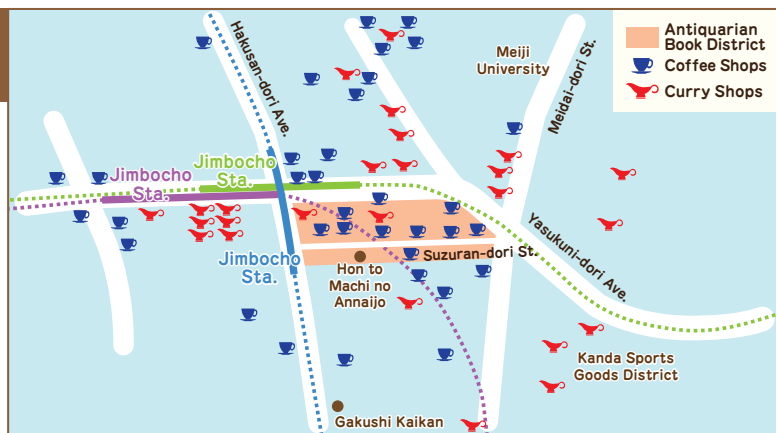 Hakusan-dori Ave.
Meiji
University
Meidai-dori St.
Antiquarian
Book District
Coffee Shops
Curry Shops
Jimbocho
Sta.
Jimbocho
Sta.
Jimbocho
Sta.
Suzuran-dori St.
Yasukuni-dori Ave.
Hon to
Machi no
Annaijo
Kanda Sports
Goods District
Gakushi Kaikan